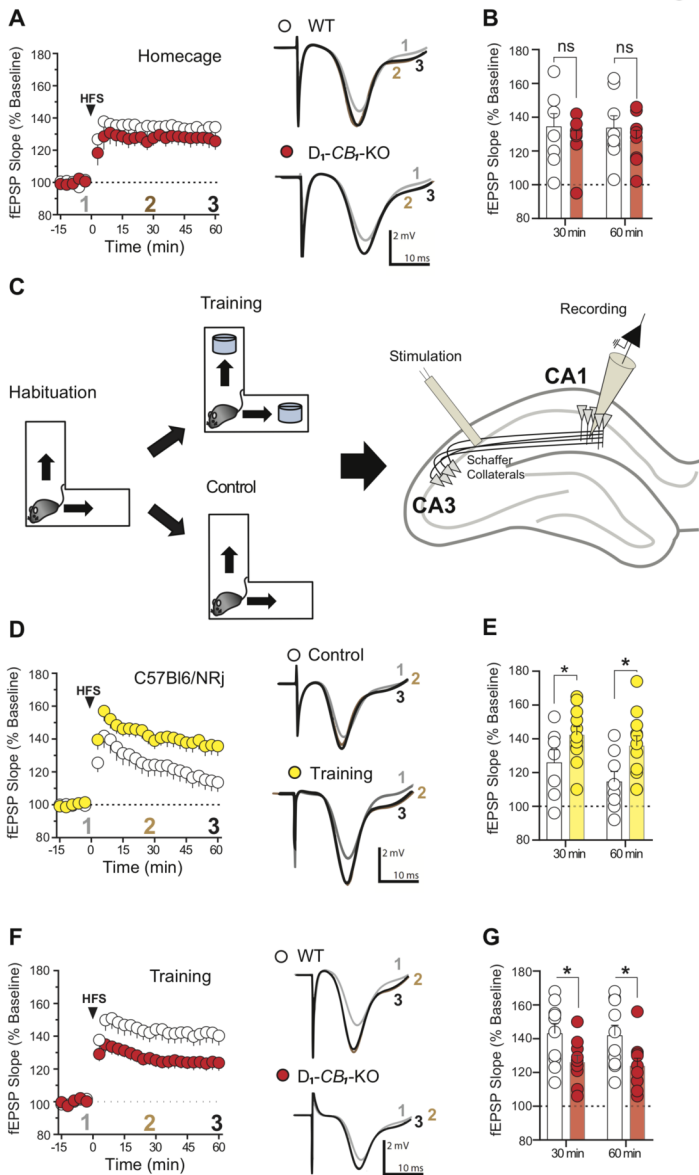 A
Homecage
HFS
fEPSP Slope (% Baseline)
180
160
140
120
100
80
1 2 3
-15 0 15 30 45 60
Time (min)
WT
1
2
3
D₁-CB₁-KO
1
2
3
2 mV
10 ms
B
ns ns
fEPSP Slope (% Baseline)
180
160
140
120
100
80
30 min 60 min
C
Habituation
Training
Control
Stimulation
Recording
CA1
Schaffer
Collaterals
CA3
D
C57Bl6/NRj
HFS
fEPSP Slope (% Baseline)
180
160
140
120
100
80
1 2 3
-15 0 15 30 45 60
Time (min)
Control
1
2
3
Training
1
2
3
2 mV
10 ms
E
* *
fEPSP Slope (% Baseline)
180
160
140
120
100
80
30 min 60 min
F
Training
HFS
fEPSP Slope (% Baseline)
180
160
140
120
100
80
1 2 3
-15 0 15 30 45 60
Time (min)
WT
1
2
3
D₁-CB₁-KO
1
2
3
2 mV
10 ms
G
* *
fEPSP Slope (% Baseline)
180
160
140
120
100
80
30 min 60 min